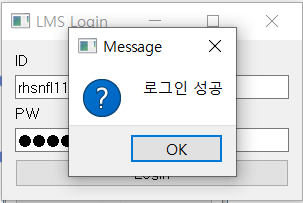 LMS Login
Message
ID
rhsnfl11
로그인 성공
PW
OK
Login